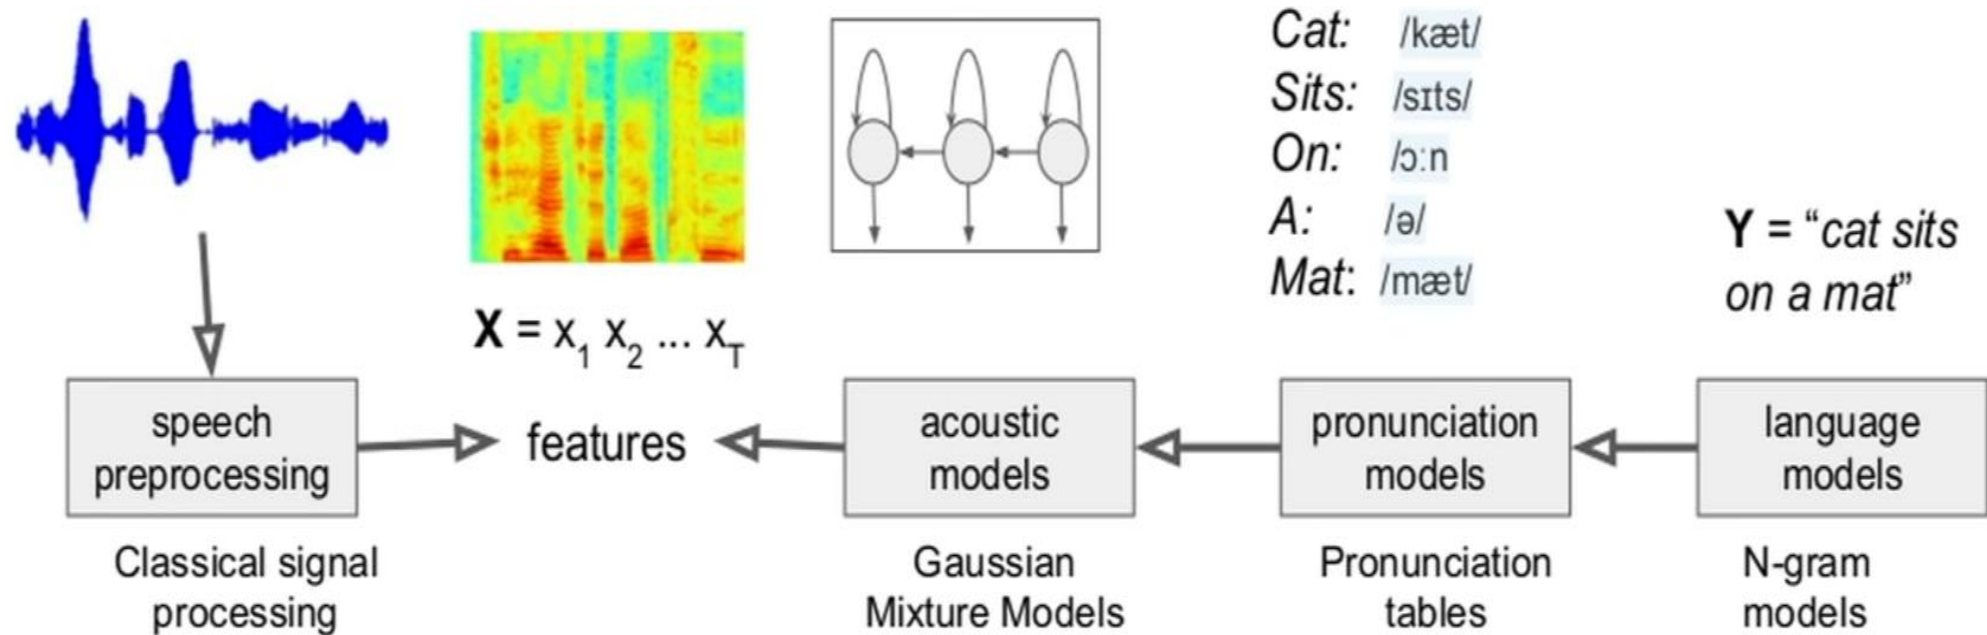 Cat: /kæt/
Sits: /sɪts/
On: /ɔ:n
A: /ə/
Mat: /mæt/
Y = “cat sits
on a mat”
X = x₁ x₂ ... x_T
speech
preprocessing
features
acoustic
models
pronunciation
models
language
models
Classical signal
processing
Gaussian
Mixture Models
Pronunciation
tables
N-gram
models